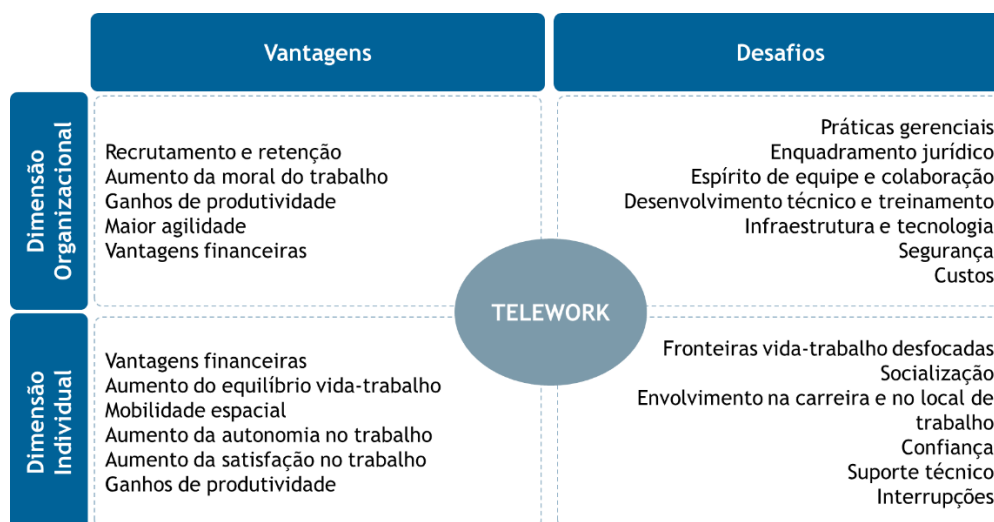 Vantagens
Desafios
Dimensão
Organizacional
Recrutamento e retenção
Aumento da moral do trabalho
Ganhos de produtividade
Maior agilidade
Vantagens financeiras
Práticas gerenciais
Enquadramento jurídico
Espírito de equipe e colaboração
Desenvolvimento técnico e treinamento
Infraestrutura e tecnologia
Segurança
Custos
TELEWORK
Dimensão
Individual
Vantagens financeiras
Aumento do equilíbrio vida-trabalho
Mobilidade espacial
Aumento da autonomia no trabalho
Aumento da satisfação no trabalho
Ganhos de produtividade
Fronteiras vida-trabalho desfocadas
Socialização
Envolvimento na carreira e no local de
trabalho
Confiança
Suporte técnico
Interrupções